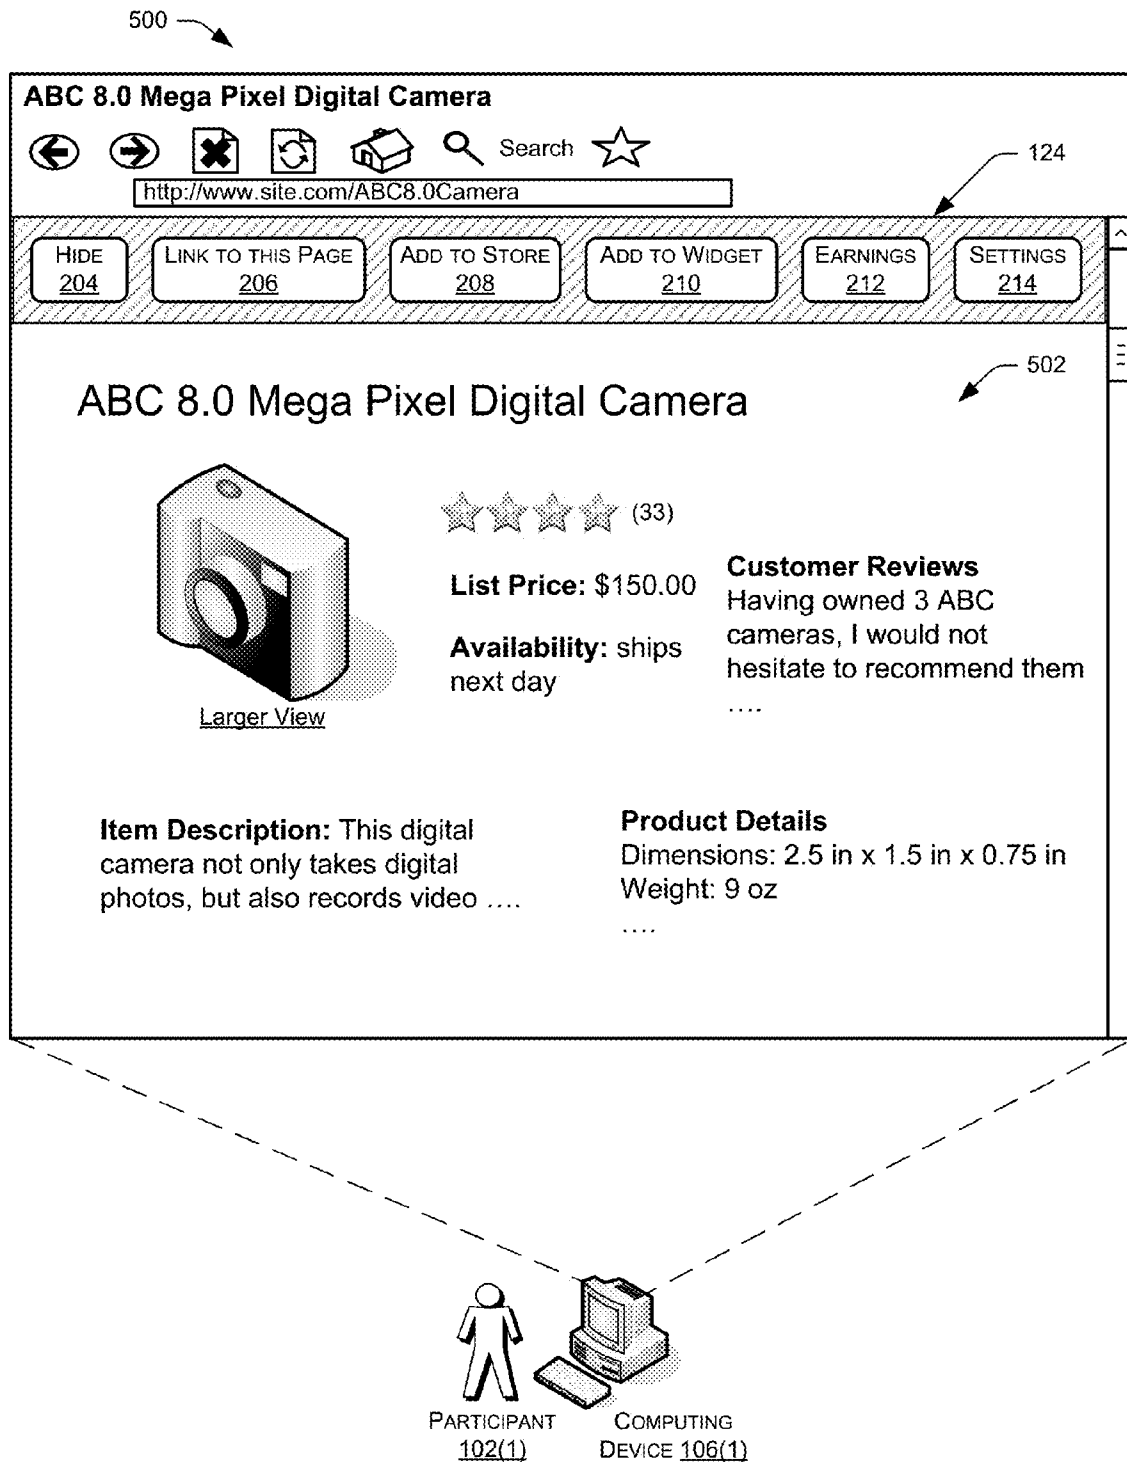 500
ABC 8.0 Mega Pixel Digital Camera
Search
124
http://www.site.com/ABC8.0Camera
HIDE
204
LINK TO THIS PAGE
206
ADD TO STORE
208
ADD TO WIDGET
210
EARNINGS
212
SETTINGS
214
502
ABC 8.0 Mega Pixel Digital Camera
(33)
List Price: $150.00
Availability: ships
next day
Customer Reviews
Having owned 3 ABC
cameras, I would not
hesitate to recommend them
....
Larger View
Item Description: This digital
camera not only takes digital
photos, but also records video ....
Product Details
Dimensions: 2.5 in x 1.5 in x 0.75 in
Weight: 9 oz
....
PARTICIPANT
102(1)
COMPUTING
DEVICE 106(1)